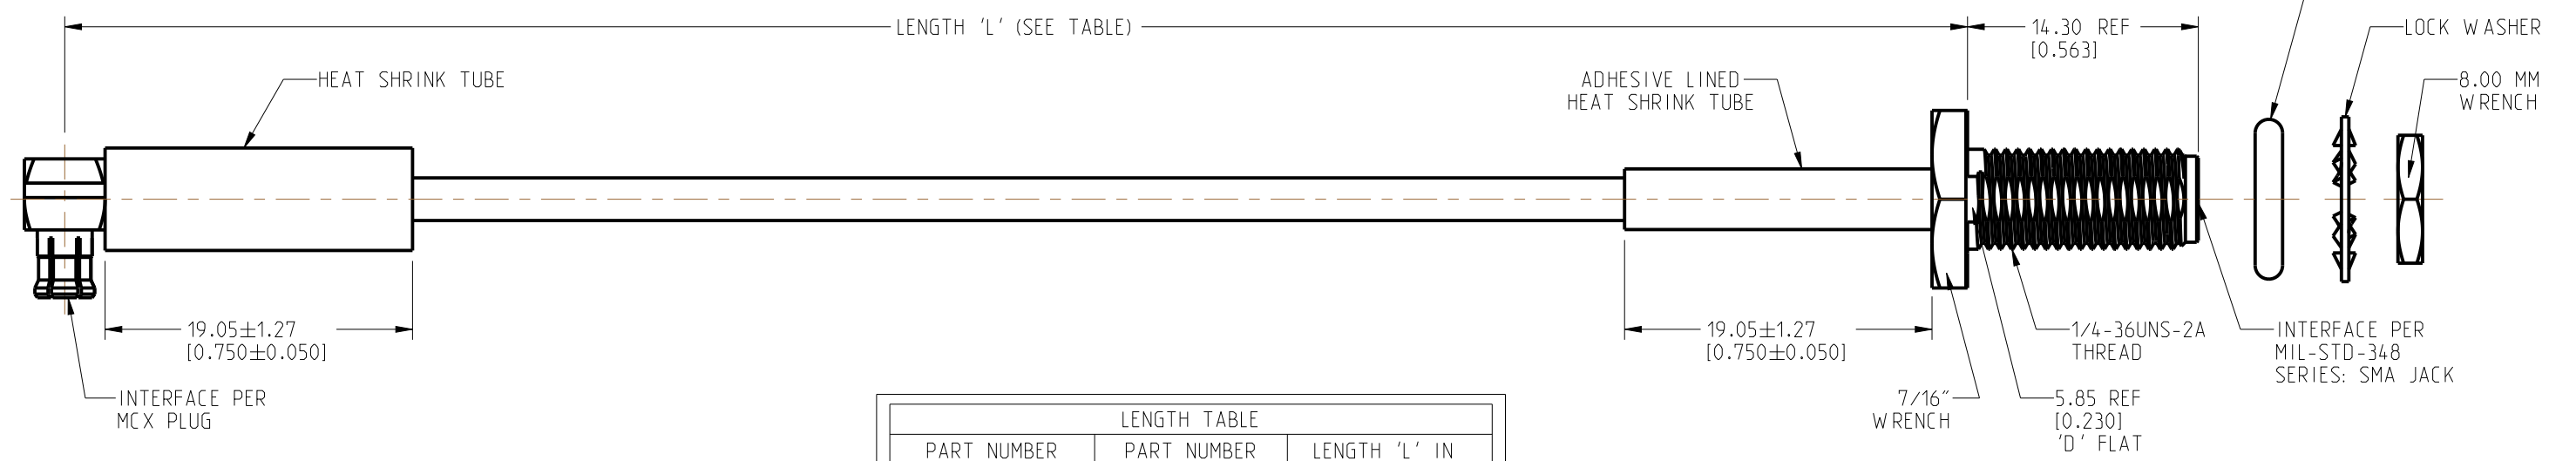 LENGTH 'L' (SEE TABLE)
14.30 REF
[0.563]
LOCK WASHER
HEAT SHRINK TUBE
ADHESIVE LINED
HEAT SHRINK TUBE
8.00 MM
WRENCH
19.05±1.27
[0.750±0.050]
19.05±1.27
[0.750±0.050]
1/4-36UNS-2A
THREAD
INTERFACE PER
MIL-STD-348
SERIES: SMA JACK
INTERFACE PER
MCX PLUG
7/16"
WRENCH
5.85 REF
[0.230]
'D' FLAT
LENGTH TABLE
PART NUMBER
PART NUMBER
LENGTH 'L' IN